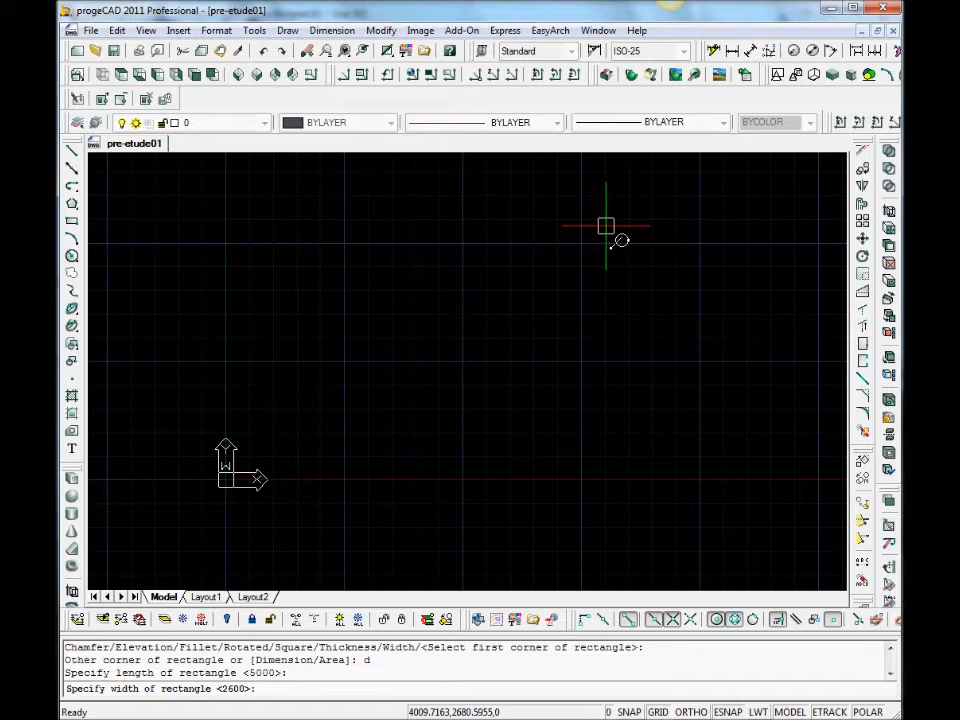 progeCAD 2011 Professional - [pre-etude01]
File Edit View Insert Format Tools Draw Dimension Modify Image Add-On Express EasyArch Window Help
Standard ISO-25
0 BYLAYER BYLAYER BYLAYER BYCOLOR
pre-etude01
W
X
T
Model Layout1 Layout2
Chamfer/Elevation/Fillet/Rotated/Square/Thickness/Width/<Select first corner of rectangle>:
Other corner of rectangle or [Dimension/Area]: d
Specify length of rectangle <5000>:
Specify width of rectangle <2600>:
Ready 4009.7163,2680.5955,0 0 SNAP GRID ORTHO ESNAP LWT MODEL ETRACK POLAR